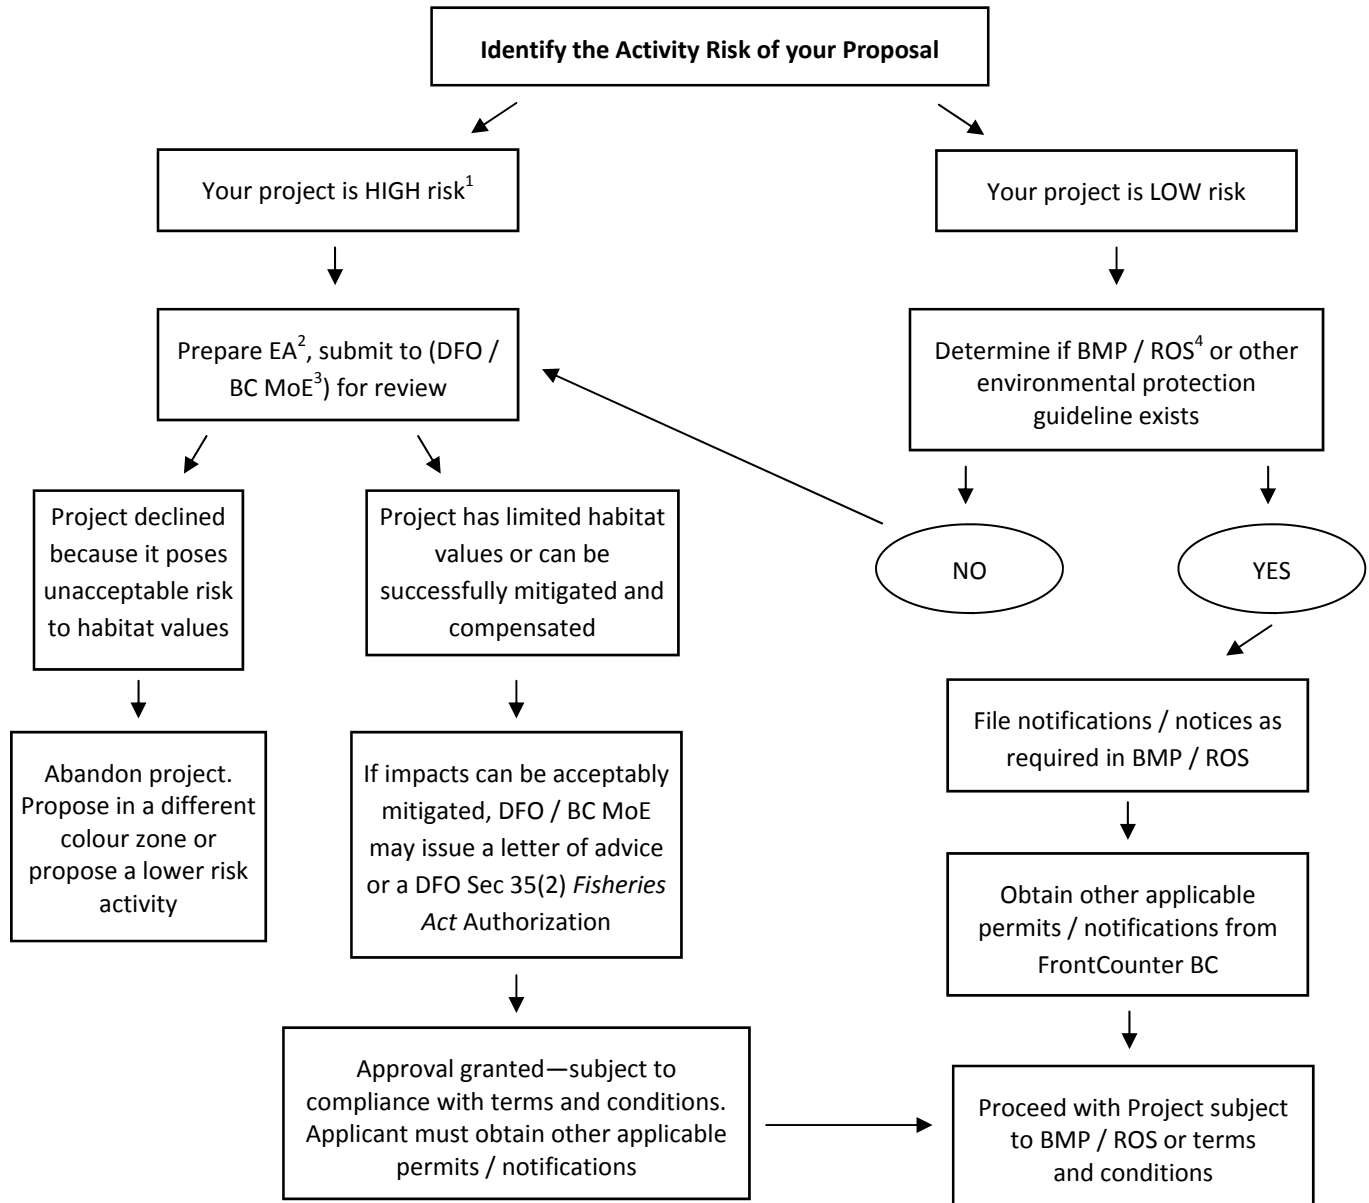 Identify the Activity Risk of your Proposal
Your project is HIGH risk1
Your project is LOW risk
Prepare EA2, submit to (DFO /
BC MoE3) for review
Determine if BMP / ROS4 or other
environmental protection
guideline exists
Project declined
because it poses
unacceptable risk
to habitat values
Project has limited habitat
values or can be
successfully mitigated and
compensated
NO
YES
Abandon project.
Propose in a different
colour zone or
propose a lower risk
activity
If impacts can be acceptably
mitigated, DFO / BC MoE
may issue a letter of advice
or a DFO Sec 35(2) Fisheries
Act Authorization
File notifications / notices as
required in BMP / ROS
Obtain other applicable
permits / notifications from
FrontCounter BC
Approval granted—subject to
compliance with terms and conditions.
Applicant must obtain other applicable
permits / notifications
Proceed with Project subject
to BMP / ROS or terms
and conditions